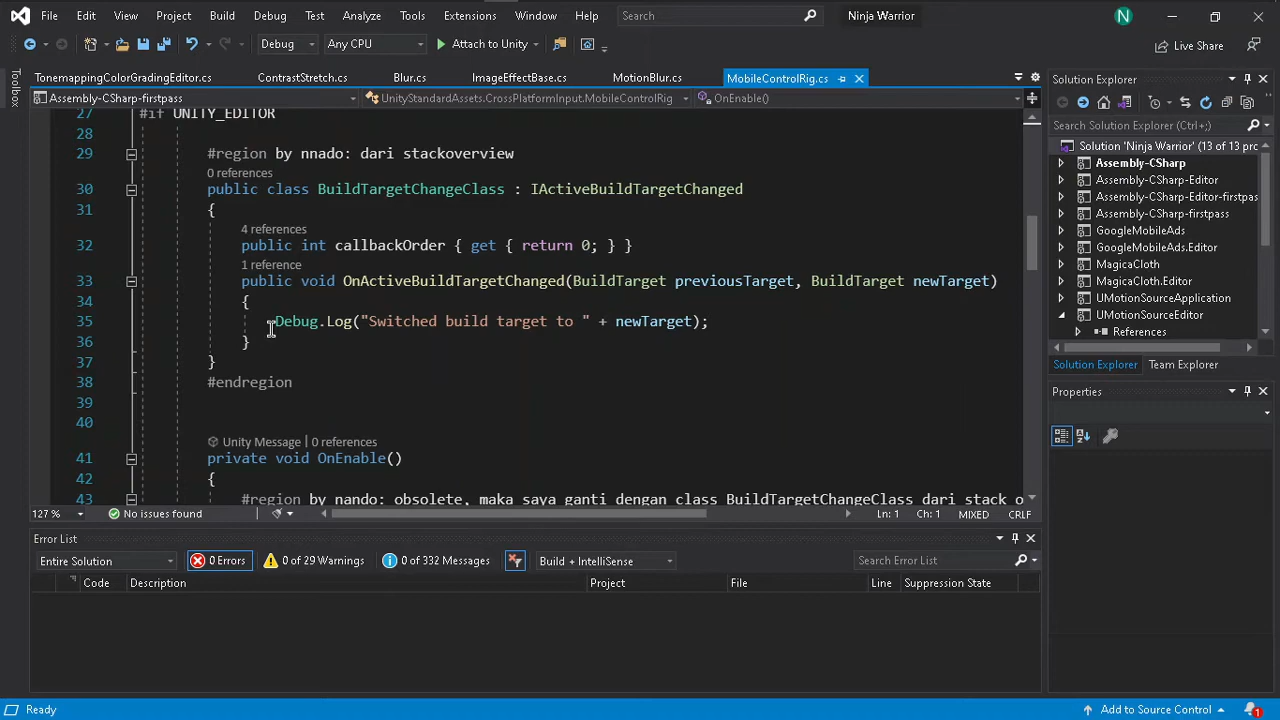 File Edit View Project Build Debug Test Analyze Tools Extensions Window Help Search Ninja Warrior N
Debug Any CPU Attach to Unity Live Share
Toolbox
TonemappingColorGradingEditor.cs ContrastStretch.cs Blur.cs ImageEffectBase.cs MotionBlur.cs MobileControlRig.cs
Assembly-CSharp-firstpass UnityStandardAssets.CrossPlatformInput.MobileControlRig OnEnable()
27 #if UNITY_EDITOR
28
29 #region by nnado: dari stackoverview
0 references
30 public class BuildTargetChangeClass : IActiveBuildTargetChanged
31 {
4 references
32 public int callbackOrder { get { return 0; } }
1 reference
33 public void OnActiveBuildTargetChanged(BuildTarget previousTarget, BuildTarget newTarget)
34 {
35 Debug.Log("Switched build target to " + newTarget);
36 }
37 }
38 #endregion
39
40
Unity Message | 0 references
41 private void OnEnable()
42 {
43 #region by nando: obsolete, maka saya ganti dengan class BuildTargetChangeClass dari stack o
127 % No issues found Ln: 1 Ch: 1 MIXED CRLF
Error List
Entire Solution 0 Errors 0 of 29 Warnings 0 of 332 Messages Build + IntelliSense Search Error List
Code Description Project File Line Suppression State
Solution Explorer
Search Solution Explorer (Ctrl+;)
Solution 'Ninja Warrior' (13 of 13 proj
Assembly-CSharp
Assembly-CSharp-Editor
Assembly-CSharp-Editor-firstpas
Assembly-CSharp-firstpass
GoogleMobileAds
GoogleMobileAds.Editor
MagicaCloth
MagicaCloth.Editor
UMotionSourceApplication
UMotionSourceEditor
References
Solution Explorer Team Explorer
Properties
Ready Add to Source Control 1